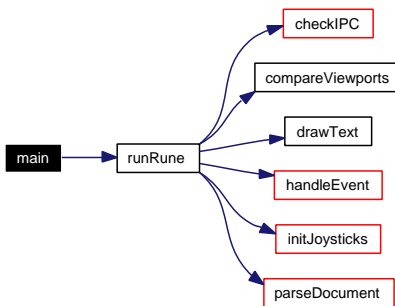 checkIPC
compareViewports
drawText
main
runRune
handleEvent
initJoysticks
parseDocument